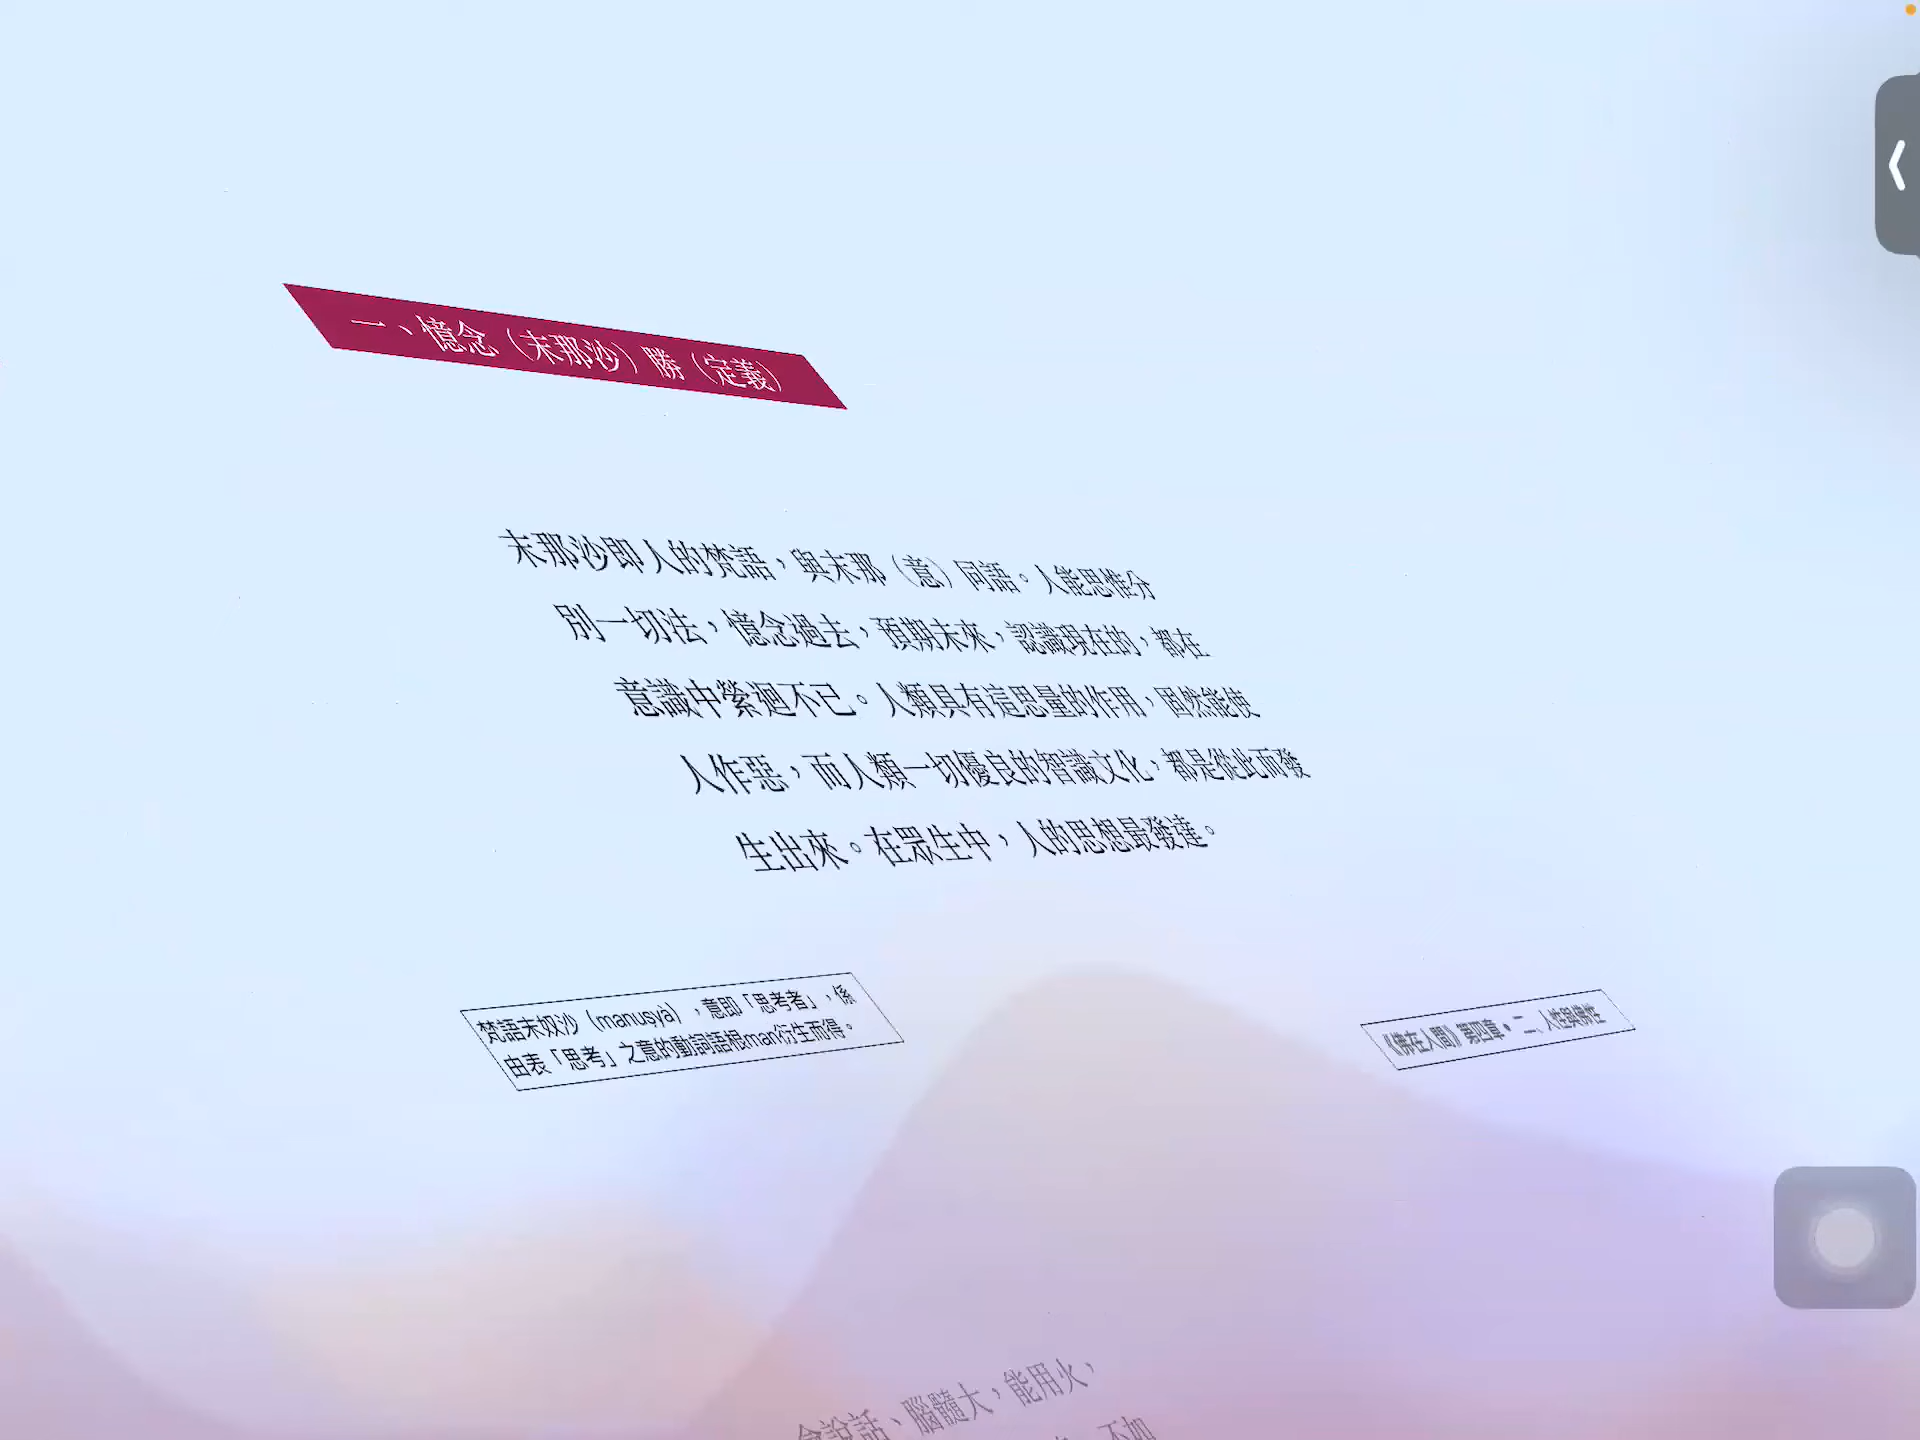 一、憶念（末那沙）勝（定義）
末那沙即人的梵語，與末那（意）同語。人能思惟分
別一切法，憶念過去，預期未來，認識現在的，都在
意識中縈迴不已。人類具有這思量的作用，固然能使
人作惡，而人類一切優良的智識文化，都是從此而發
生出來。在眾生中，人的思想最發達。
梵語末奴沙（manuṣyà），意即「思考者」，係
由表「思考」之意的動詞語根man衍生而得。
《佛在人間》第四章。二、人性與佛性
會說話、腦髓大，能用火，
不如